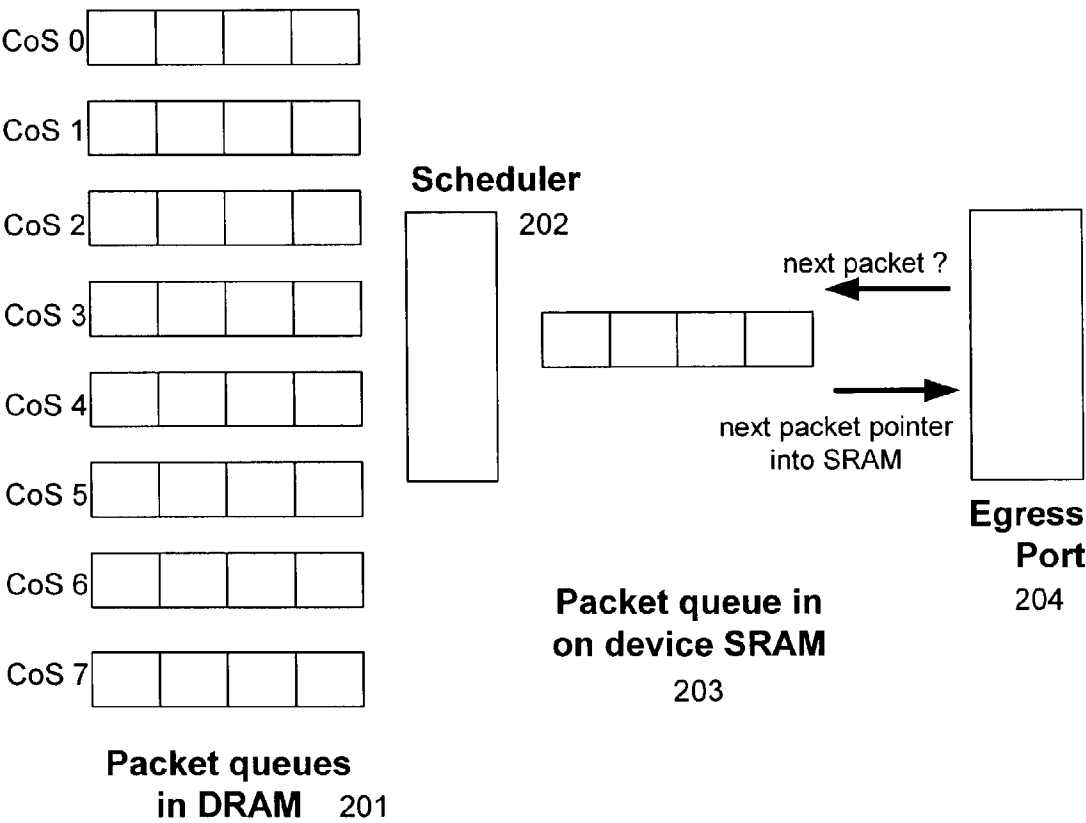 CoS 0
CoS 1
CoS 2
CoS 3
CoS 4
CoS 5
CoS 6
CoS 7
Packet queues
in DRAM 201
Scheduler
202
next packet ?
next packet pointer
into SRAM
Packet queue in
on device SRAM
203
Egress
Port
204